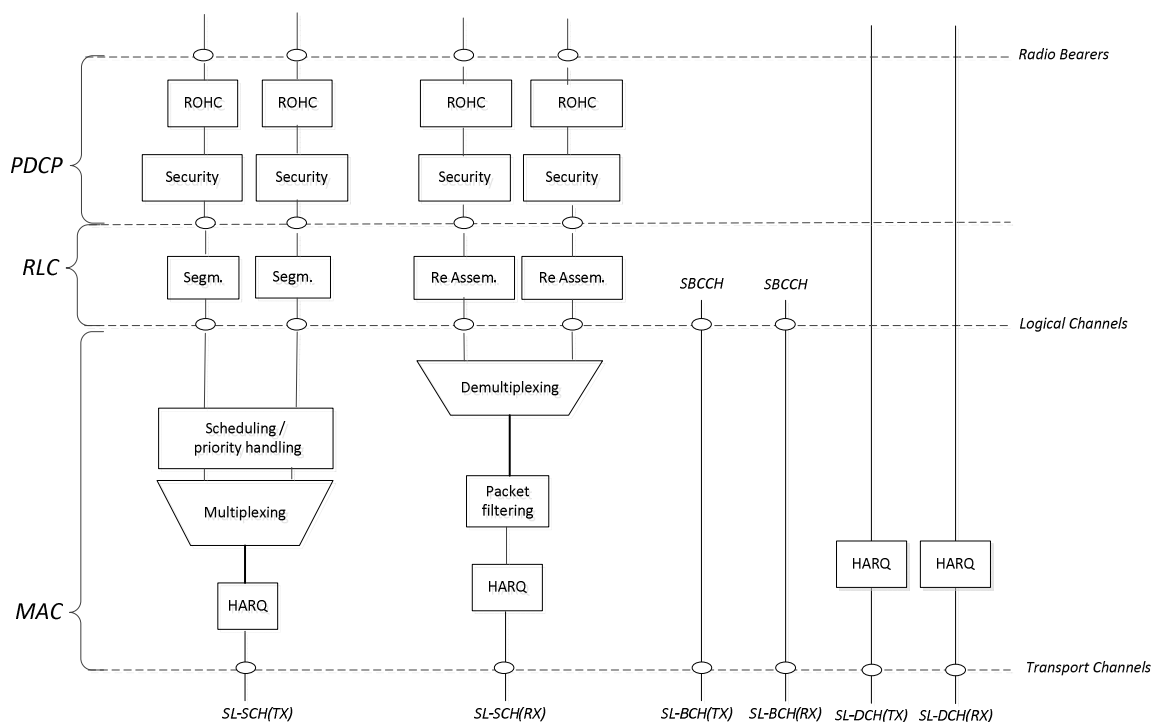 Radio Bearers
ROHC
ROHC
ROHC
ROHC
PDCP
Security
Security
Security
Security
RLC
Segm.
Segm.
Re Assem.
Re Assem.
SBCCH
SBCCH
Logical Channels
Demultiplexing
Scheduling /
priority handling
Packet
filtering
Multiplexing
HARQ
HARQ
HARQ
HARQ
MAC
Transport Channels
SL-SCH(TX)
SL-SCH(RX)
SL-BCH(TX)
SL-BCH(RX)
SL-DCH(TX)
SL-DCH(RX)